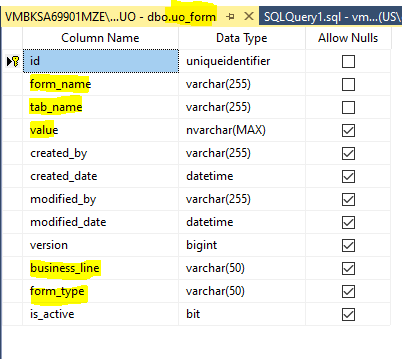 VMBKSA69901MZE\...UO - dbo.uo_form SQLQuery1.sql - vm...(US\
Column Name Data Type Allow Nulls
id uniqueidentifier
form_name varchar(255)
tab_name varchar(255)
value nvarchar(MAX)
created_by varchar(255)
created_date datetime
modified_by varchar(255)
modified_date datetime
version bigint
business_line varchar(50)
form_type varchar(50)
is_active bit